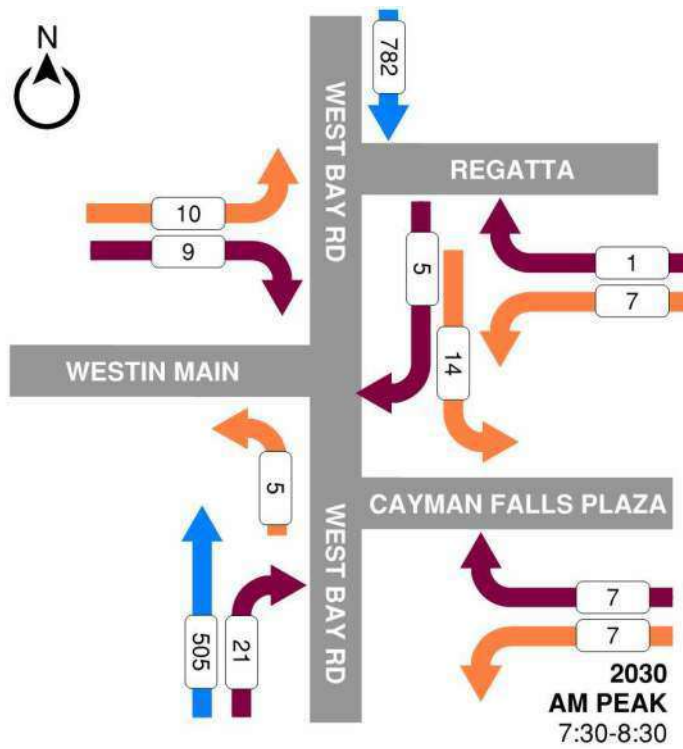 N
782
WEST BAY RD
REGATTA
10
9
5
1
7
14
WESTIN MAIN
5
CAYMAN FALLS PLAZA
WEST BAY RD
505
21
7
7
2030
AM PEAK
7:30-8:30